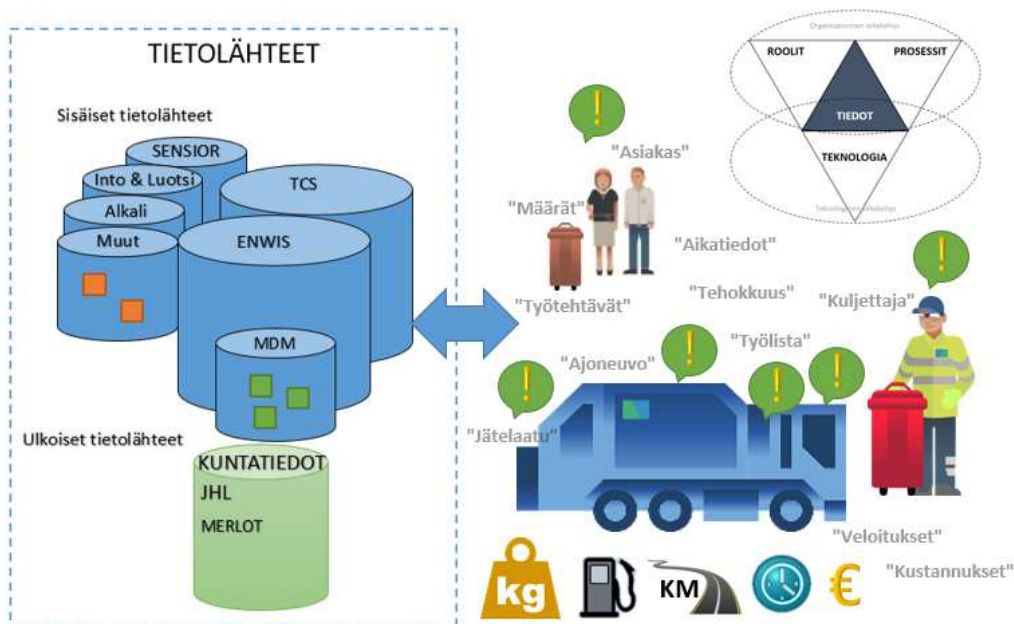 TIETOLÄHTEET
Sisäiset tietolähteet
SENSIOR
Into & Luotsi
TCS
Alkali
Muut
ENWIS
MDM
Ulkoiset tietolähteet
KUNTATIEDOT
JHL
MERLOT
ROOLIT
PROSESSIT
TIEDOT
TEKNOLOGIA
"Asiakas"
"Määrät"
"Aikatiedot"
"Työtehtävät"
"Tehokkuus"
"Kuljettaja"
"Työlista"
"Ajoneuvo"
"Jätelaatu"
"Veloitukset"
"Kustannukset"
kg
KM
€
! 
!
!
!
!
!